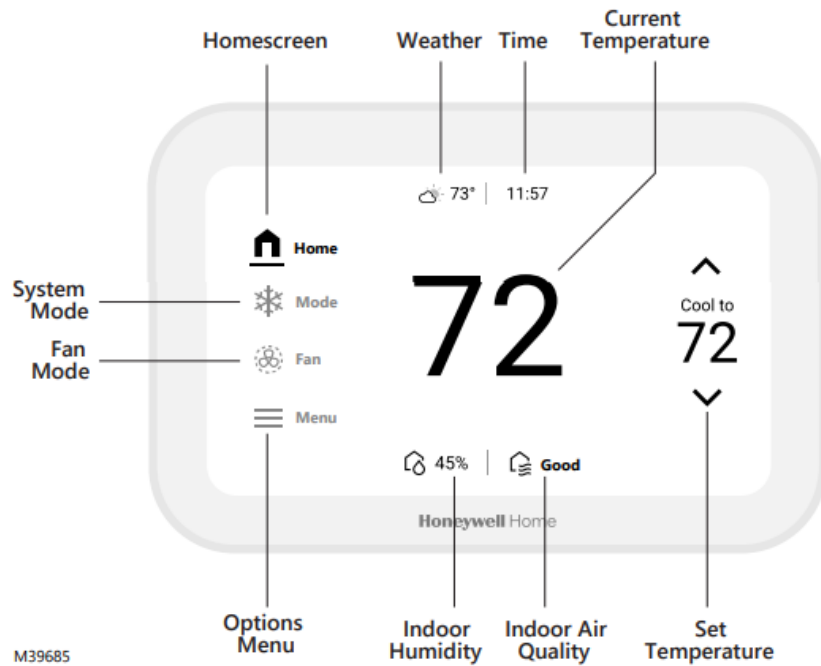 Current
Temperature
Homescreen
Weather
Time
73°
11:57
Home
System
Mode
Mode
72
Cool to
72
Fan
Mode
Fan
Menu
45%
Good
Honeywell Home
Options
Menu
Indoor
Humidity
Indoor Air
Quality
Set
Temperature
M39685